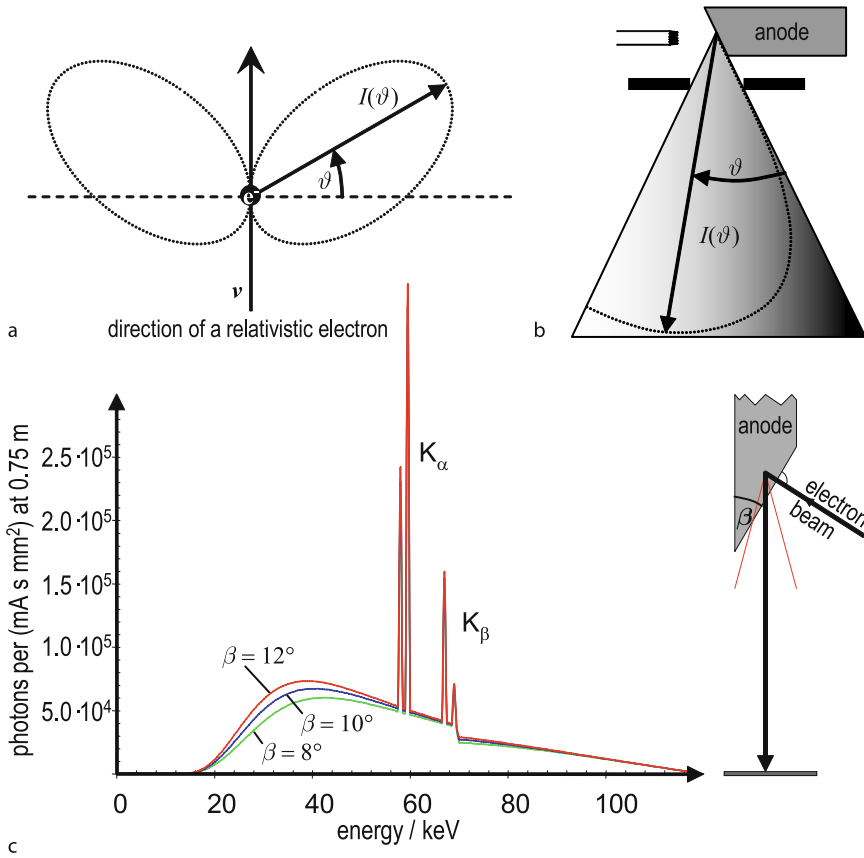 I(ϑ)
ϑ
e⁻
v
a
direction of a relativistic electron
anode
ϑ
I(ϑ)
b
photons per (mA s mm²) at 0.75 m
2.5·10⁵
2.0·10⁵
1.5·10⁵
1.0·10⁵
5.0·10⁴
Kα
Kβ
β = 12°
β = 10°
β = 8°
0 20 40 60 80 100
energy / keV
c
anode
β
electron
beam